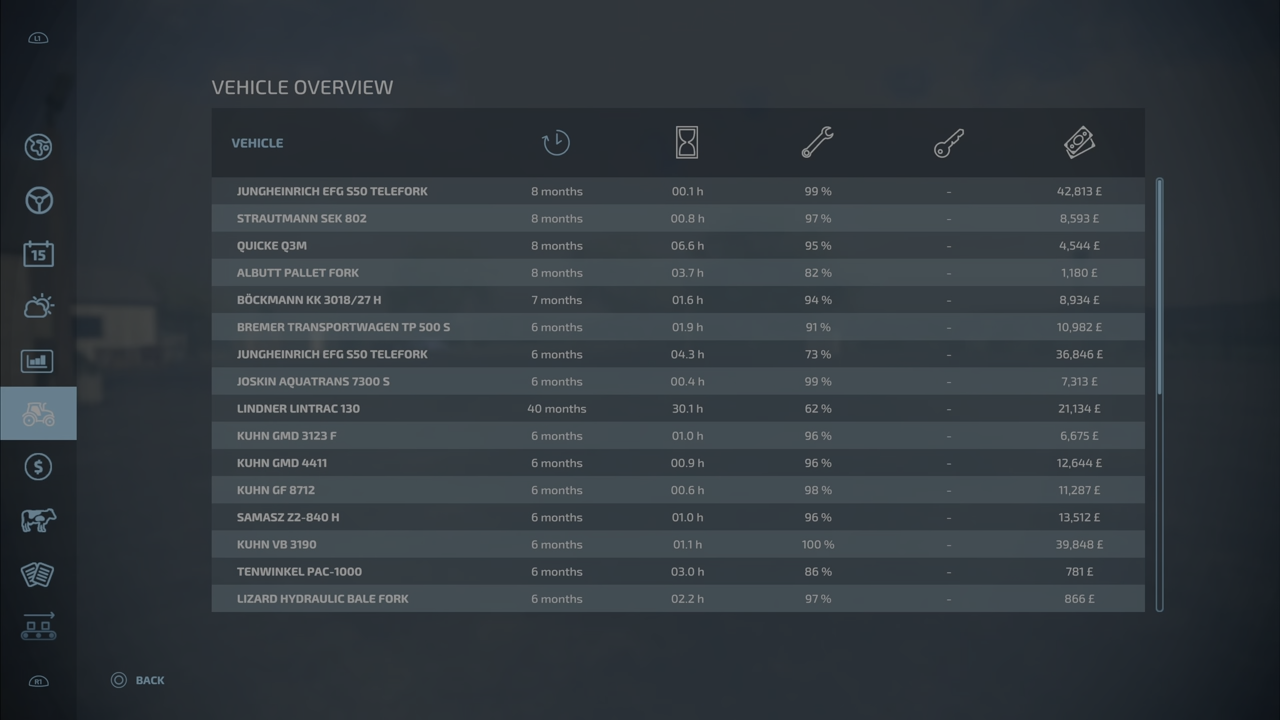 L1
VEHICLE OVERVIEW
VEHICLE
JUNGHEINRICH EFG S50 TELEFORK 8 months 00.1 h 99 % - 42,813 £
STRAUTMANN SEK 802 8 months 00.8 h 97 % - 8,593 £
QUICKE Q3M 8 months 06.6 h 95 % - 4,544 £
ALBUTT PALLET FORK 8 months 03.7 h 82 % - 1,180 £
BÖCKMANN KK 3018/27 H 7 months 01.6 h 94 % - 8,934 £
BREMER TRANSPORTWAGEN TP 500 S 6 months 01.9 h 91 % - 10,982 £
JUNGHEINRICH EFG S50 TELEFORK 6 months 04.3 h 73 % - 36,846 £
JOSKIN AQUATRANS 7300 S 6 months 00.4 h 99 % - 7,313 £
LINDNER LINTRAC 130 40 months 30.1 h 62 % - 21,134 £
KUHN GMD 3123 F 6 months 01.0 h 96 % - 6,675 £
KUHN GMD 4411 6 months 00.9 h 96 % - 12,644 £
KUHN GF 8712 6 months 00.6 h 98 % - 11,287 £
SAMASZ Z2-840 H 6 months 01.0 h 96 % - 13,512 £
KUHN VB 3190 6 months 01.1 h 100 % - 39,848 £
TENWINKEL PAC-1000 6 months 03.0 h 86 % - 781 £
LIZARD HYDRAULIC BALE FORK 6 months 02.2 h 97 % - 866 £
15
$
R1
BACK